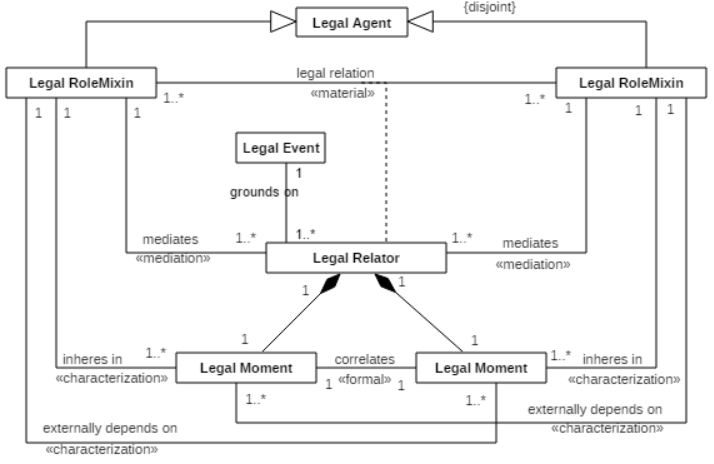 {disjoint}
Legal Agent
Legal RoleMixin
legal relation
Legal RoleMixin
1
1
1
1..*
«material»
1..*
1
1
1
Legal Event
1
grounds on
mediates
1..*
1..*
1..*
mediates
«mediation»
Legal Relator
«mediation»
1
1
1
1
inheres in
1..*
correlates
1..*
inheres in
«characterization»
Legal Moment
«formal»
Legal Moment
«characterization»
1
1
1..*
1..*
externally depends on
externally depends on
«characterization»
«characterization»